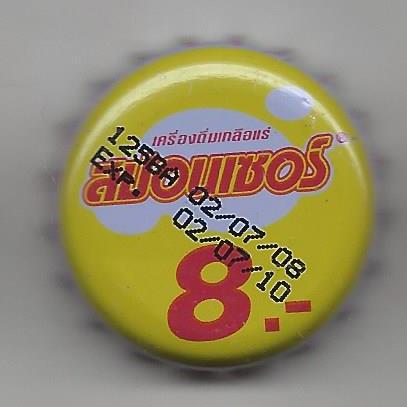 เครื่องดื่มเกลือแร่
สปอนเซอร์®
125BA 02/07/08
EXP. 02/07/10
8.-